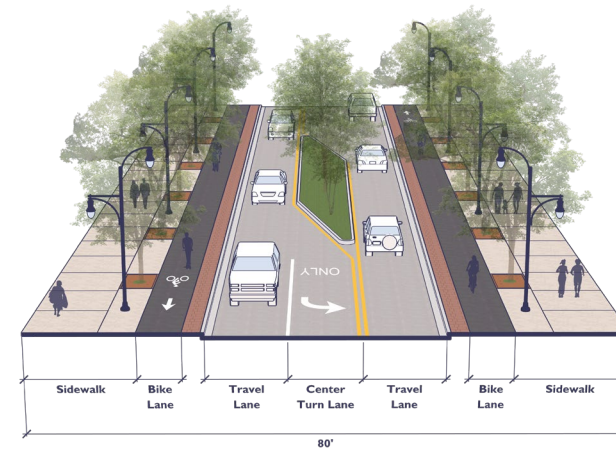 ONLY
Sidewalk
Bike
Lane
Travel
Lane
Center
Turn Lane
Travel
Lane
Bike
Lane
Sidewalk
80'